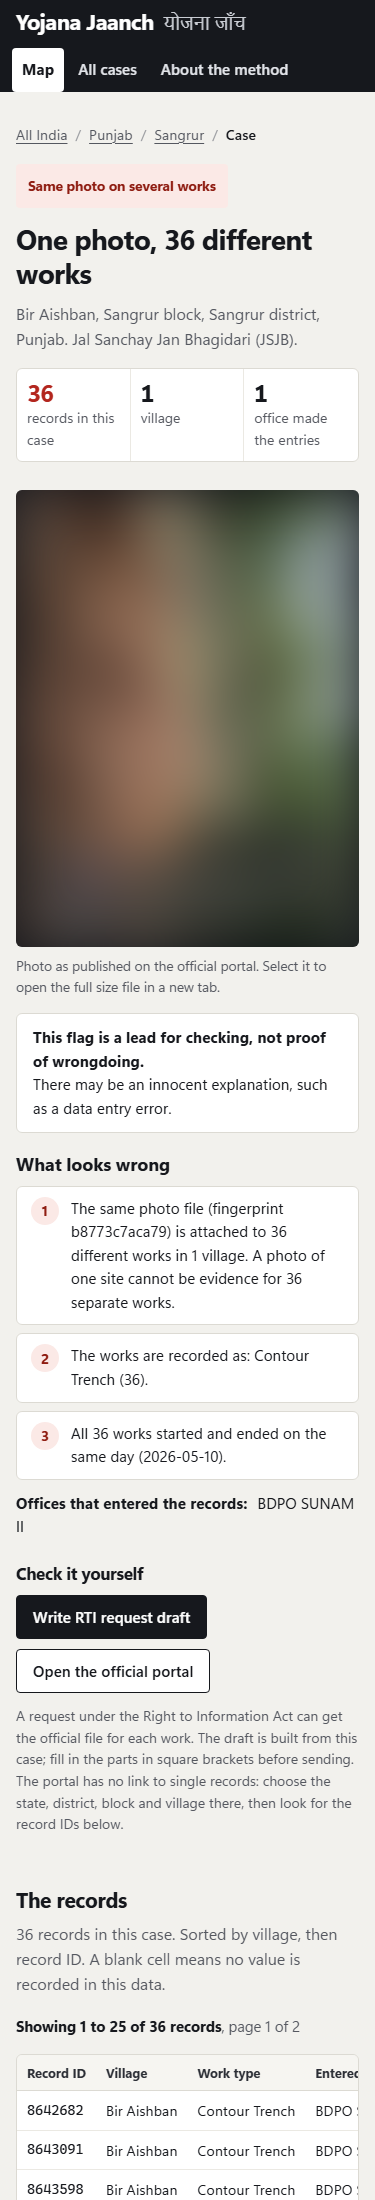 Yojana Jaanch योजना जाँच
Map All cases About the method
All India / Punjab / Sangrur / Case
Same photo on several works
One photo, 36 different
works
Bir Aishban, Sangrur block, Sangrur district,
Punjab. Jal Sanchay Jan Bhagidari (JSJB).
36 1 1
records in this village office made
case the entries
Photo as published on the official portal. Select it to
open the full size file in a new tab.
This flag is a lead for checking, not proof
of wrongdoing.
There may be an innocent explanation, such
as a data entry error.
What looks wrong
1 The same photo file (fingerprint
b8773c7aca79) is attached to 36
different works in 1 village. A photo of
one site cannot be evidence for 36
separate works.
2 The works are recorded as: Contour
Trench (36).
3 All 36 works started and ended on the
same day (2026-05-10).
Offices that entered the records: BDPO SUNAM
II
Check it yourself
Write RTI request draft
Open the official portal
A request under the Right to Information Act can get
the official file for each work. The draft is built from this
case; fill in the parts in square brackets before sending.
The portal has no link to single records: choose the
state, district, block and village there, then look for the
record IDs below.
The records
36 records in this case. Sorted by village, then
record ID. A blank cell means no value is
recorded in this data.
Showing 1 to 25 of 36 records, page 1 of 2
Record ID Village Work type Entered
8642682 Bir Aishban Contour Trench BDPO
8643091 Bir Aishban Contour Trench BDPO
8643598 Bir Aishban Contour Trench BDPO